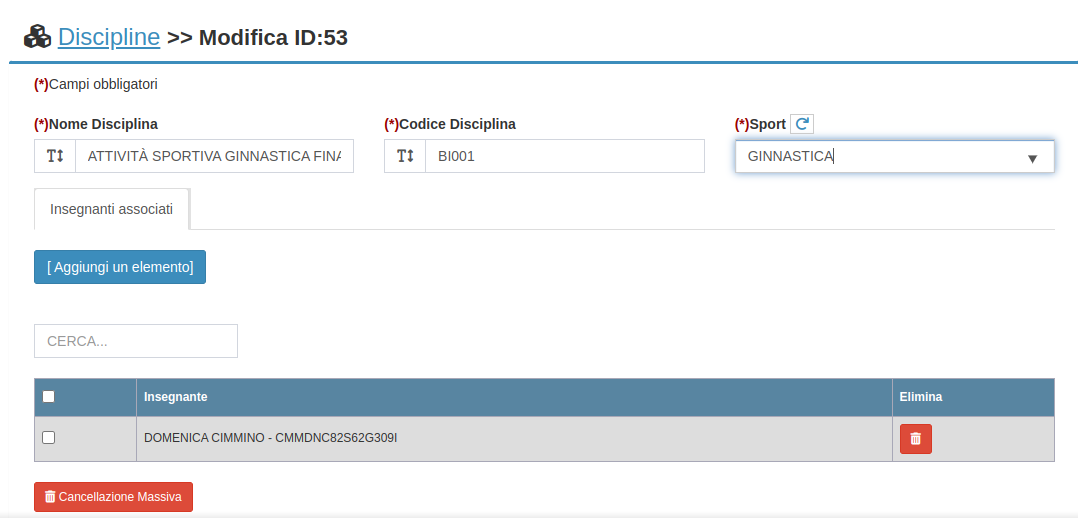 Discipline >> Modifica ID:53
(*)Campi obbligatori
(*)Nome Disciplina
(*)Codice Disciplina
(*)Sport
ATTIVITÀ SPORTIVA GINNASTICA FINA
BI001
GINNASTICA
Insegnanti associati
[ Aggiungi un elemento]
CERCA...
Insegnante
Elimina
DOMENICA CIMMINO - CMMDNC82S62G309I
Cancellazione Massiva